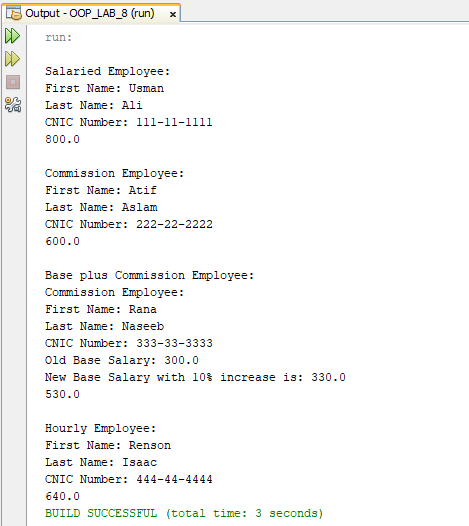 Output - OOP_LAB_8 (run)
run:
Salaried Employee:
First Name: Usman
Last Name: Ali
CNIC Number: 111-11-1111
800.0
Commission Employee:
First Name: Atif
Last Name: Aslam
CNIC Number: 222-22-2222
600.0
Base plus Commission Employee:
Commission Employee:
First Name: Rana
Last Name: Naseeb
CNIC Number: 333-33-3333
Old Base Salary: 300.0
New Base Salary with 10% increase is: 330.0
530.0
Hourly Employee:
First Name: Renson
Last Name: Isaac
CNIC Number: 444-44-4444
640.0
BUILD SUCCESSFUL (total time: 3 seconds)